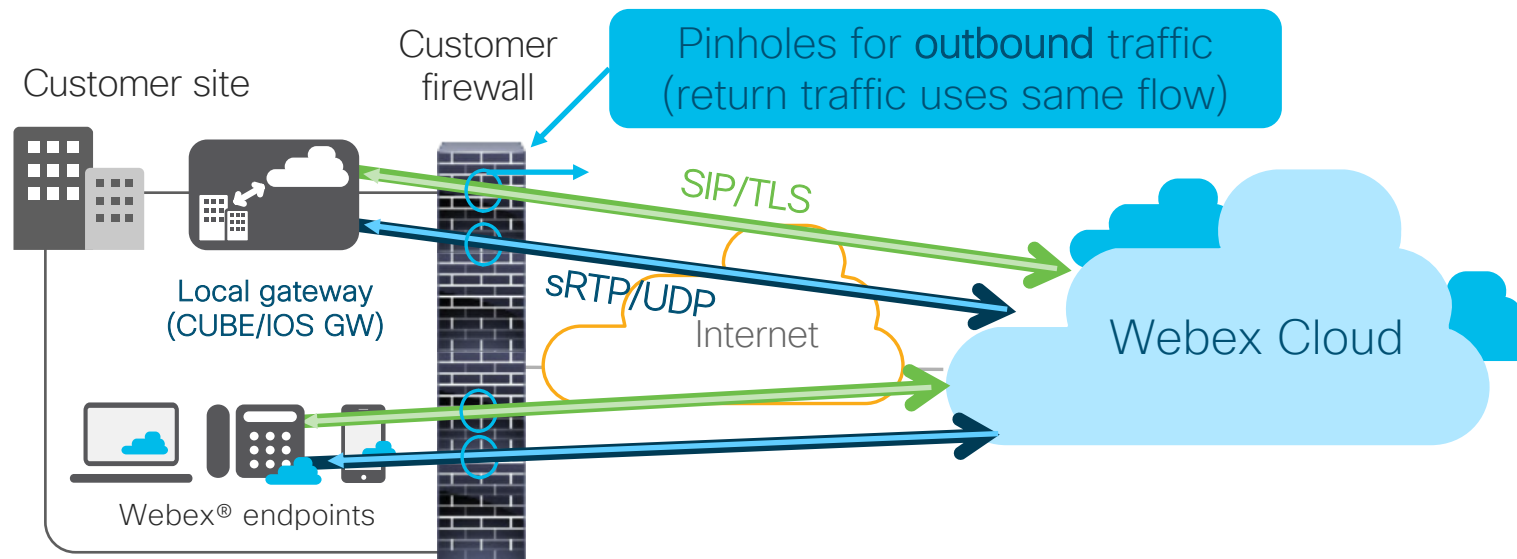 Customer site
Customer
firewall
Pinholes for outbound traffic
(return traffic uses same flow)
SIP/TLS
sRTP/UDP
Local gateway
(CUBE/IOS GW)
Internet
Webex Cloud
Webex® endpoints